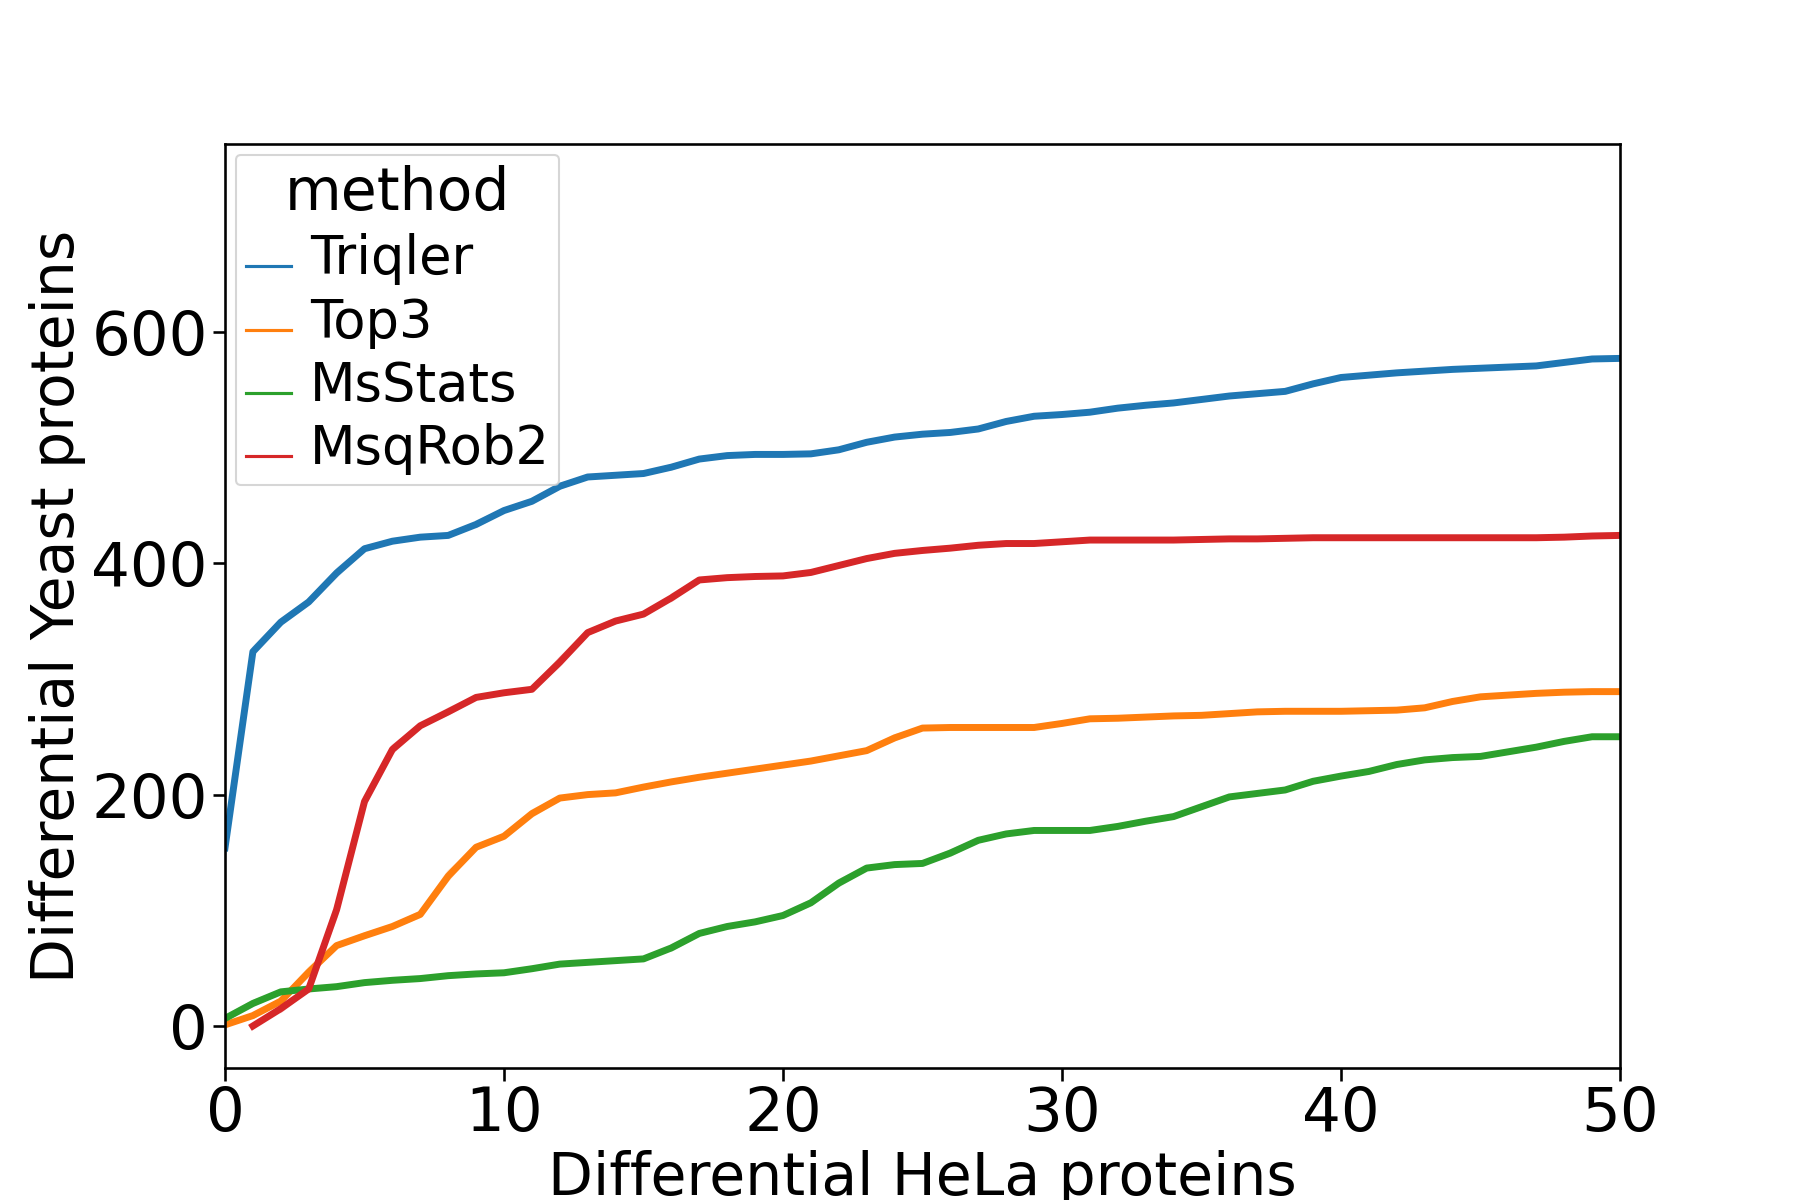 method
Triqler
Top3
MsStats
MsqRob2
Differential Yeast proteins
600
400
200
0
0 10 20 30 40 50
Differential HeLa proteins